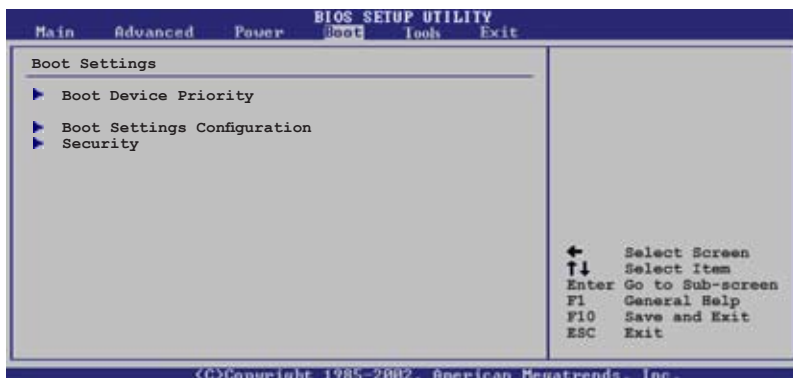 BIOS SETUP UTILITY
Main Advanced Power Boot Tools Exit
Boot Settings
Boot Device Priority
Boot Settings Configuration
Security
← Select Screen
↑↓ Select Item
Enter Go to Sub-screen
F1 General Help
F10 Save and Exit
ESC Exit
(C)Copyright 1985-2002, American Megatrends, Inc.